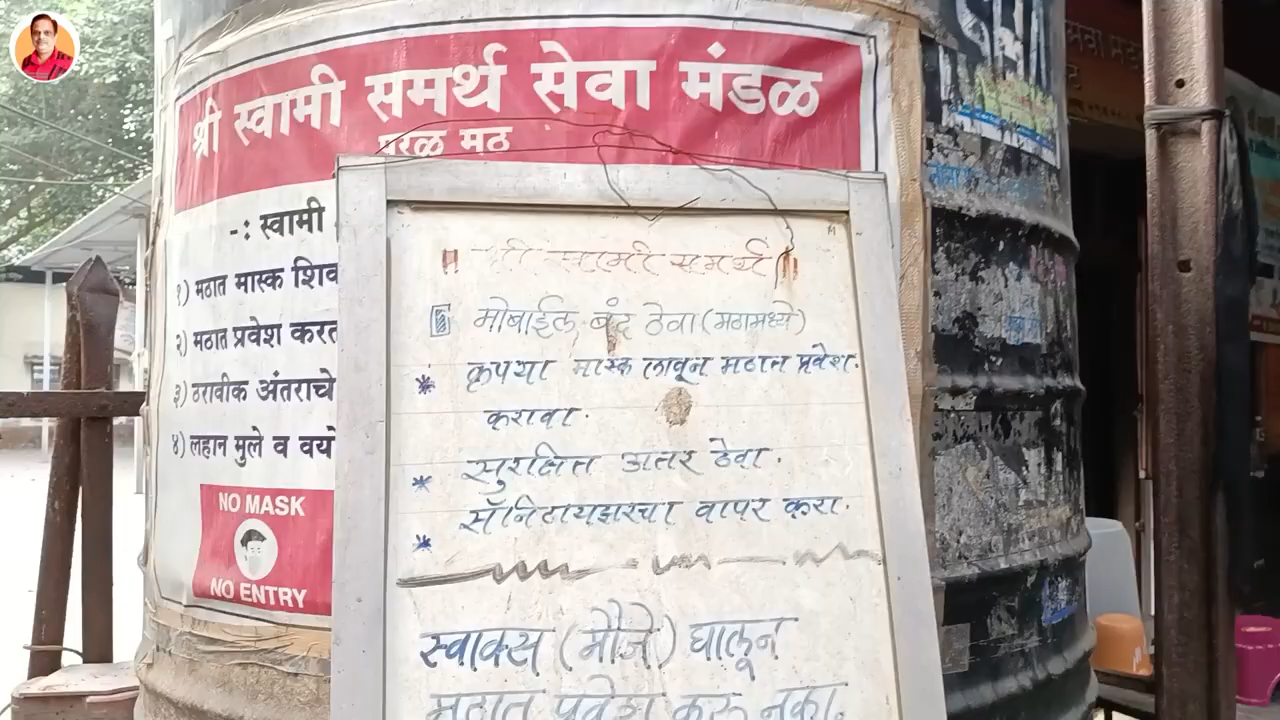 श्री स्वामी समर्थ सेवा मंडळ
परळ मठ
-: स्वामी
१) मठात मास्क शिव
२) मठात प्रवेश करत
३) ठरावीक अंतराचे
४) लहान मुले व वयो
NO MASK
NO ENTRY
॥ श्री स्वामी समर्थ ॥
मोबाईल बंद ठेवा (मठामध्ये)
* कृपया मास्क लावून मठात प्रवेश.
करावा.
* सुरक्षित अंतर ठेवा.
* सॅनिटायझरचा वापर करा.
स्वाक्स (मौजे) घालून
मठात प्रवेश करू नका.